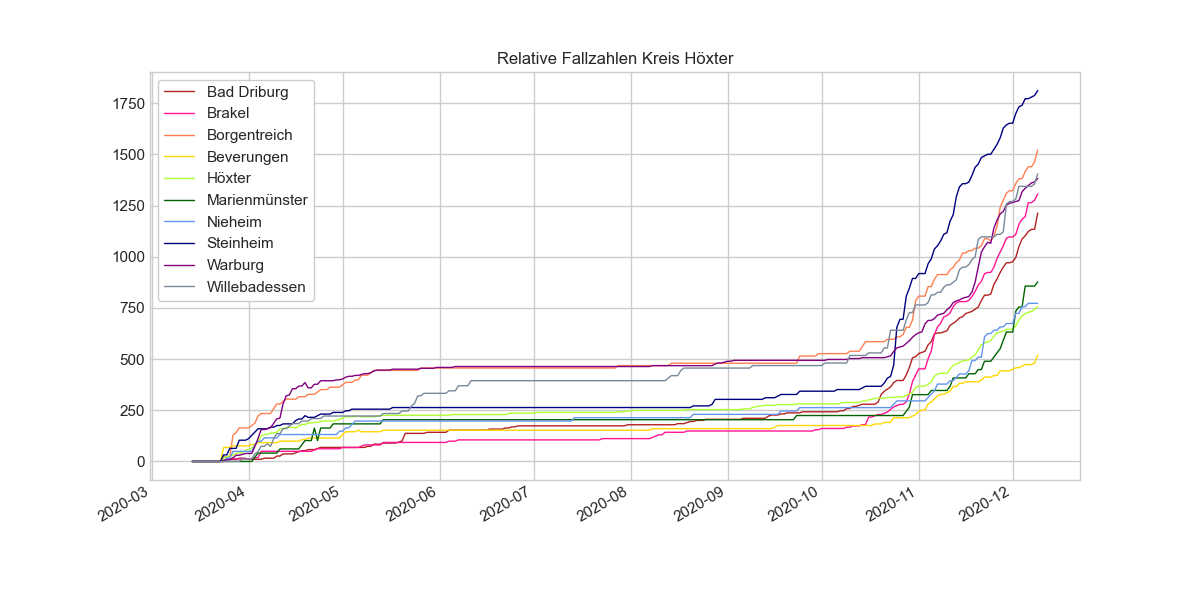 Relative Fallzahlen Kreis Höxter
Bad Driburg
Brakel
Borgentreich
Beverungen
Höxter
Marienmünster
Nieheim
Steinheim
Warburg
Willebadessen
1750
1500
1250
1000
750
500
250
0
2020-03
2020-04
2020-05
2020-06
2020-07
2020-08
2020-09
2020-10
2020-11
2020-12